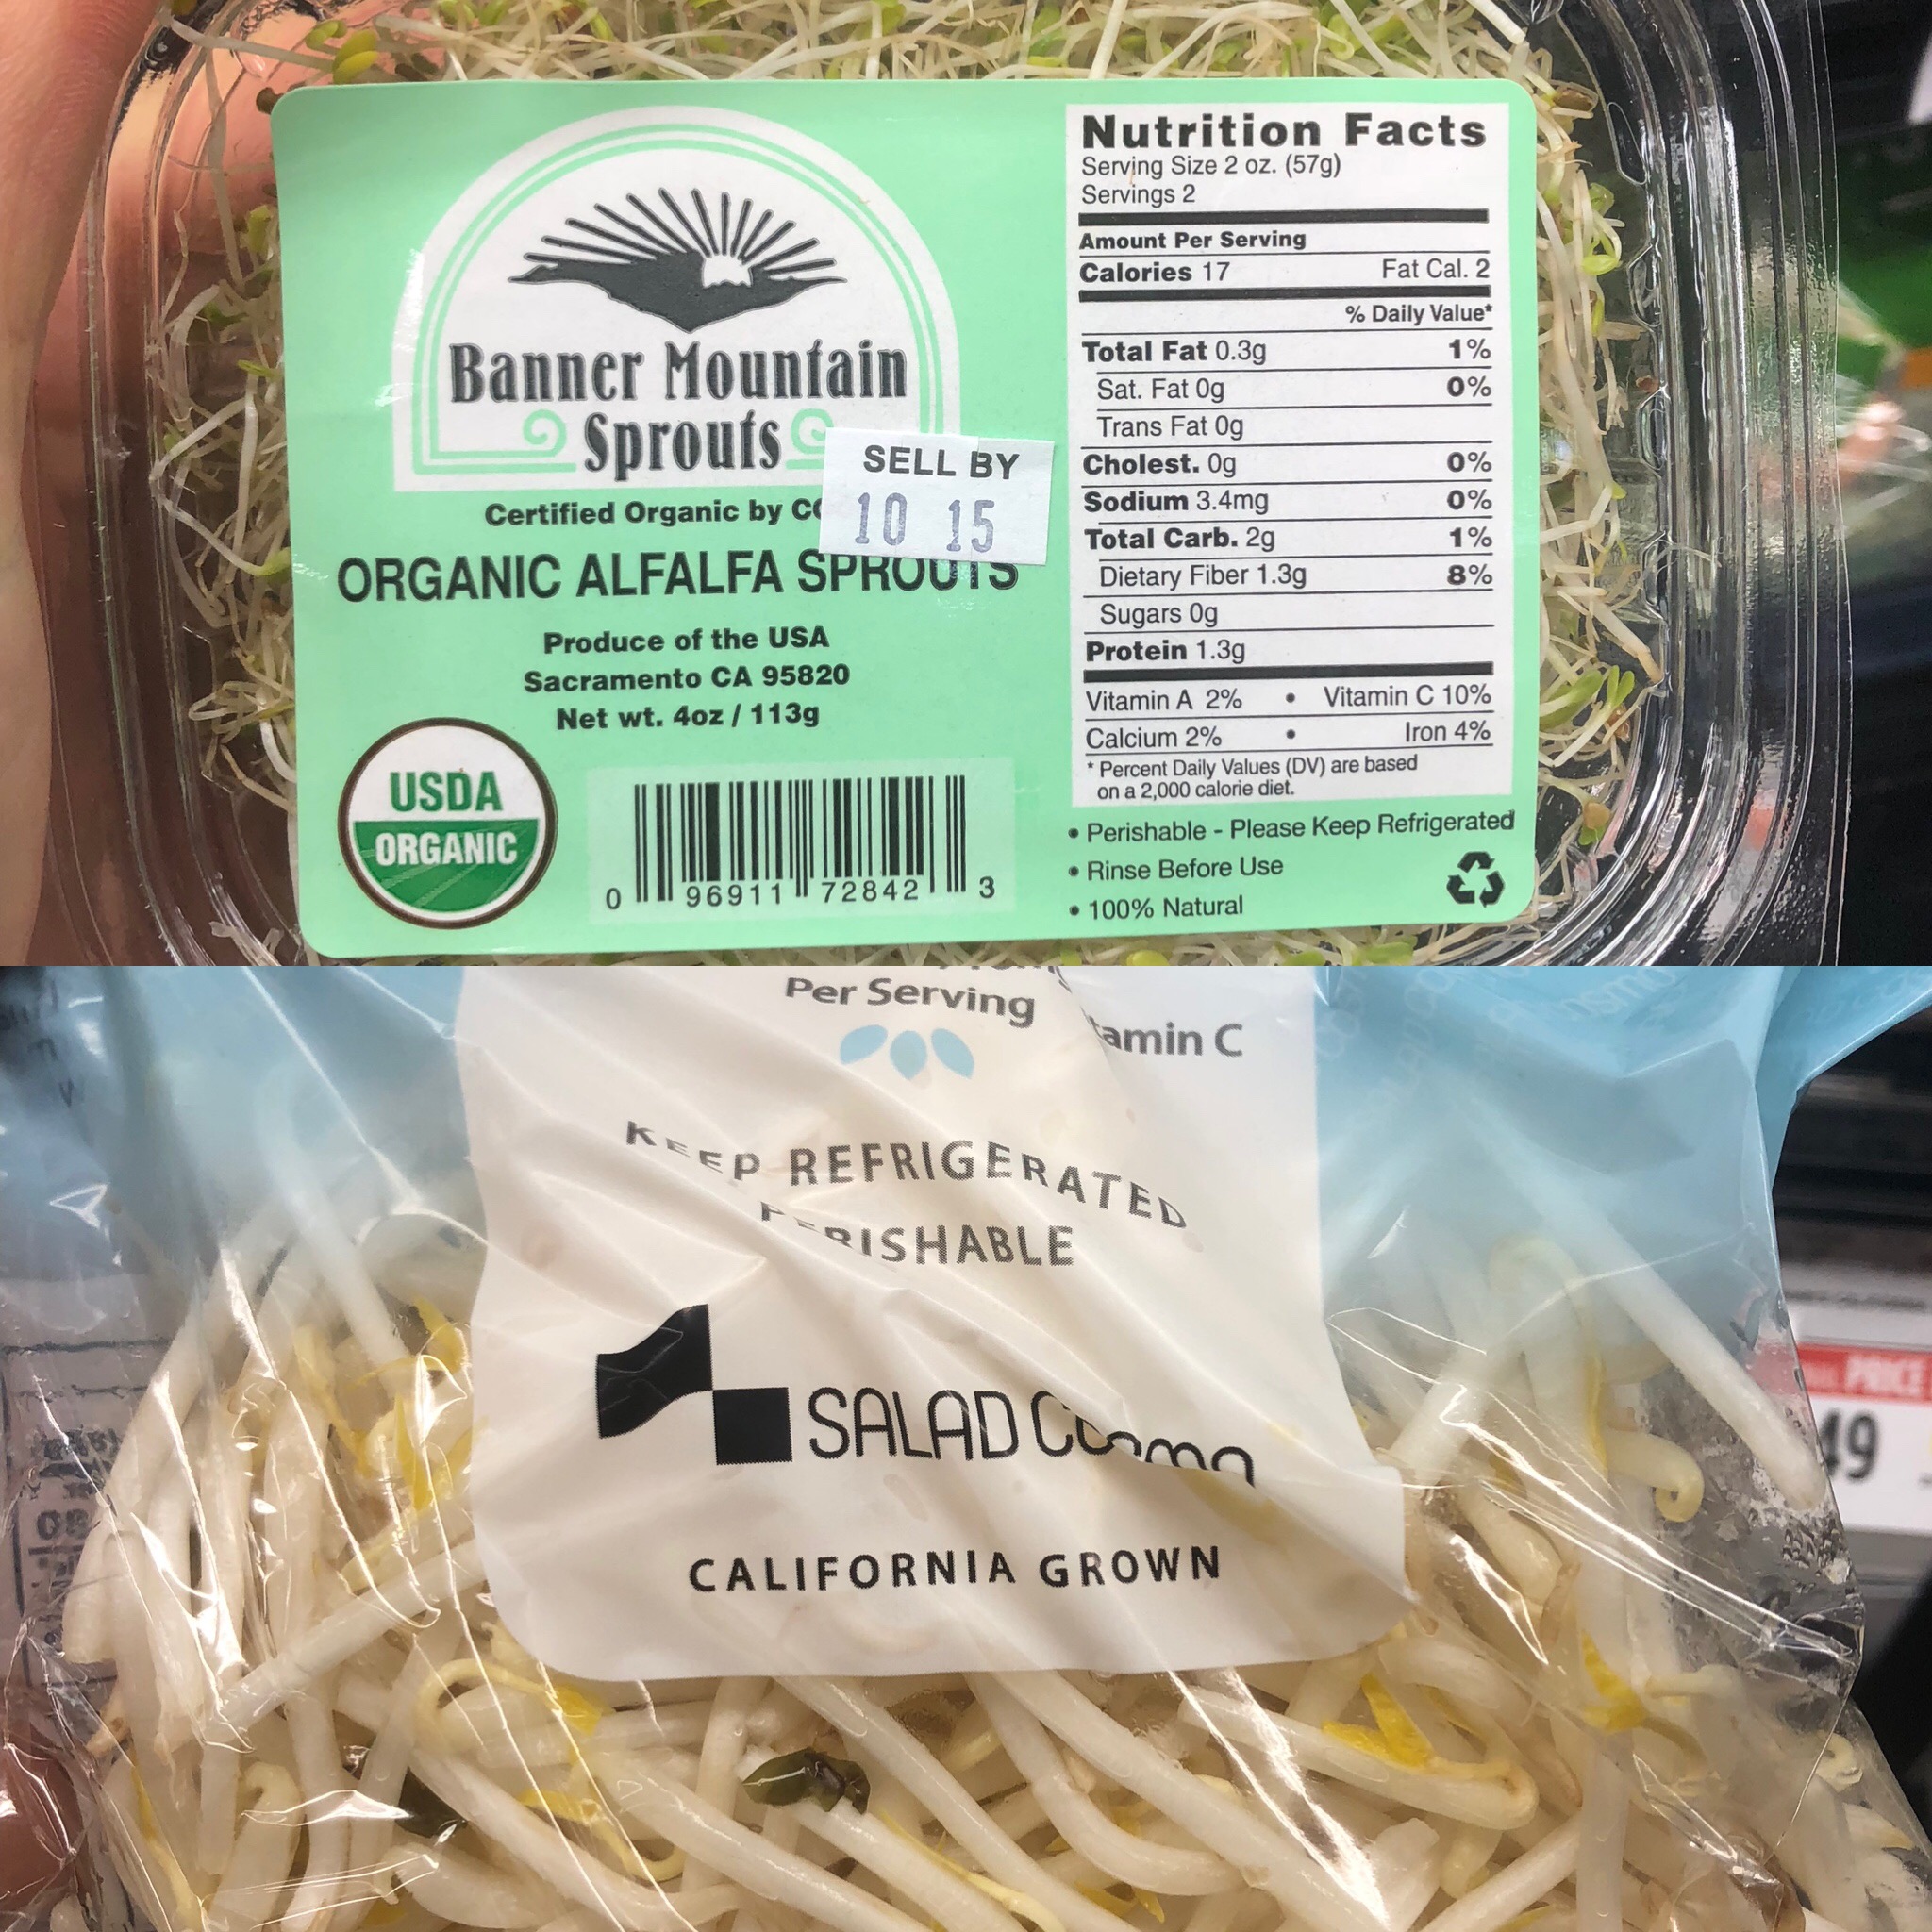 Banner Mountain
Sprouts
SELL BY
10 15
Certified Organic by
ORGANIC ALFALFA SPROUTS
Produce of the USA
Sacramento CA 95820
Net wt. 4oz / 113g
USDA
ORGANIC
0 96911 72842 3
Nutrition Facts
Serving Size 2 oz. (57g)
Servings 2
Amount Per Serving
Calories 17 Fat Cal. 2
% Daily Value*
Total Fat 0.3g 1%
Sat. Fat 0g 0%
Trans Fat 0g
Cholest. 0g 0%
Sodium 3.4mg 0%
Total Carb. 2g 1%
Dietary Fiber 1.3g 8%
Sugars 0g
Protein 1.3g
Vitamin A 2% • Vitamin C 10%
Calcium 2% • Iron 4%
* Percent Daily Values (DV) are based
on a 2,000 calorie diet.
• Perishable - Please Keep Refrigerated
• Rinse Before Use
• 100% Natural
Per Serving
amin C
KEEP REFRIGERATED
PERISHABLE
SALAD Cosmo
CALIFORNIA GROWN
PRICE
49